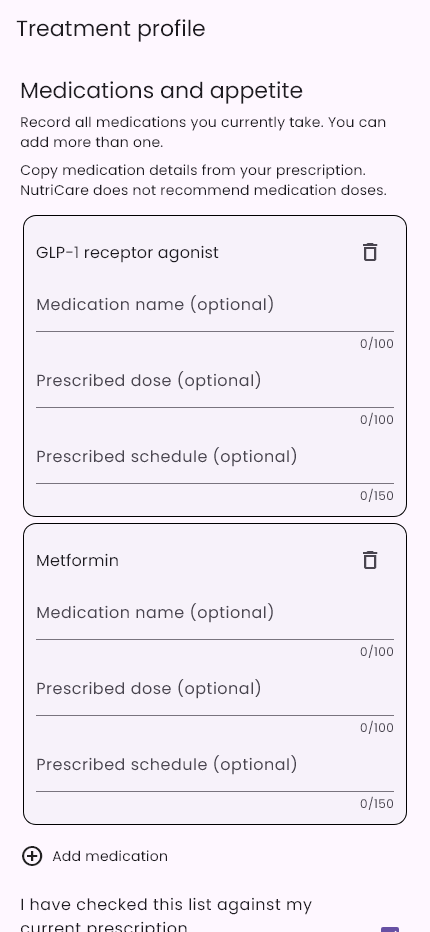 Treatment profile
Medications and appetite
Record all medications you currently take. You can
add more than one.
Copy medication details from your prescription.
NutriCare does not recommend medication doses.
GLP-1 receptor agonist
Medication name (optional)
0/100
Prescribed dose (optional)
0/100
Prescribed schedule (optional)
0/150
Metformin
Medication name (optional)
0/100
Prescribed dose (optional)
0/100
Prescribed schedule (optional)
0/150
Add medication
I have checked this list against my
current prescription